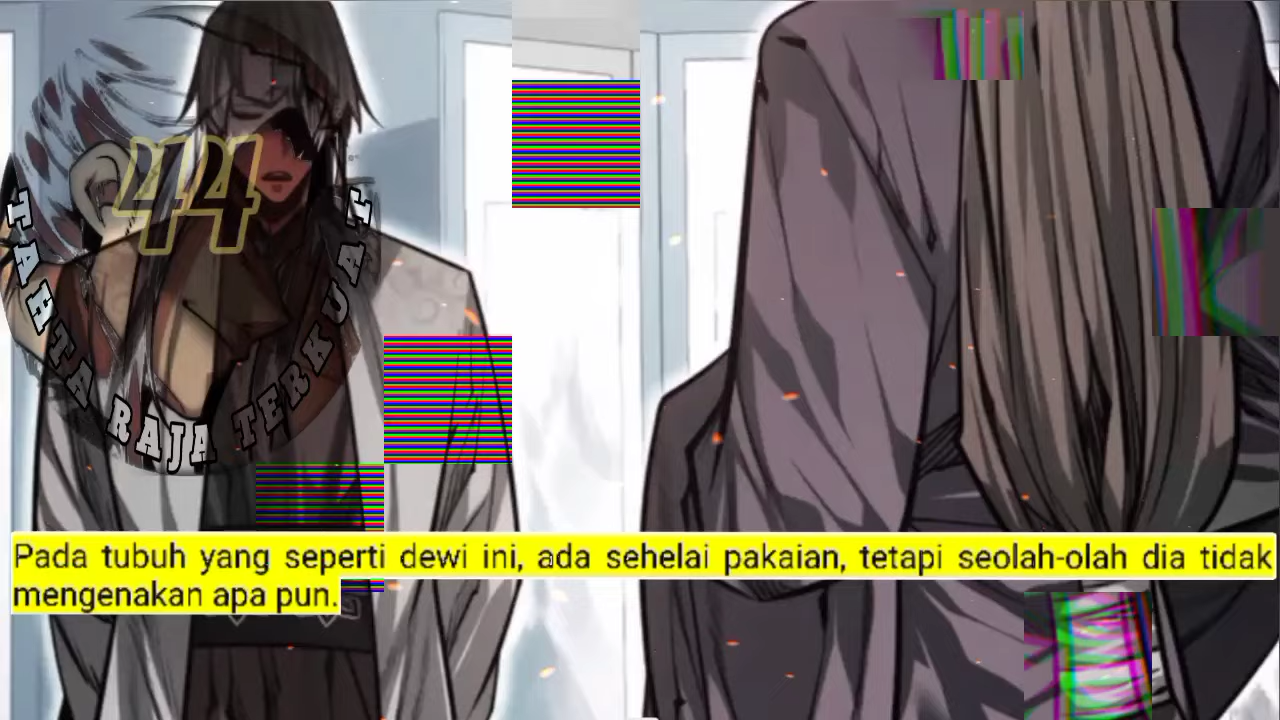 44
TAHTA RAJA TERKUAT
Pada tubuh yang seperti dewi ini, ada sehelai pakaian, tetapi seolah-olah dia tidak
mengenakan apa pun.